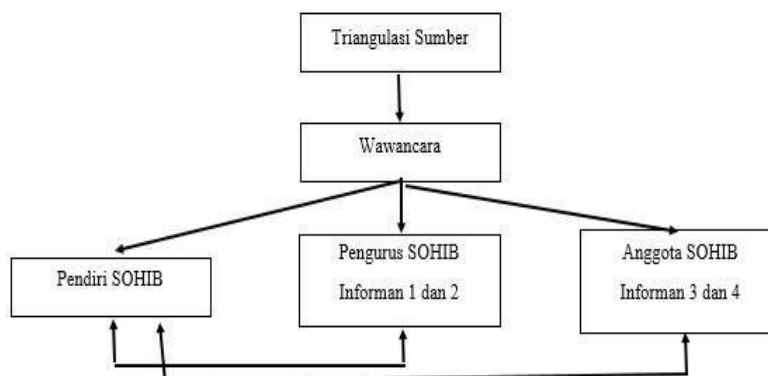 Triangulasi Sumber
Wawancara
Pendiri SOHIB
Pengurus SOHIB
Informan 1 dan 2
Anggota SOHIB
Informan 3 dan 4